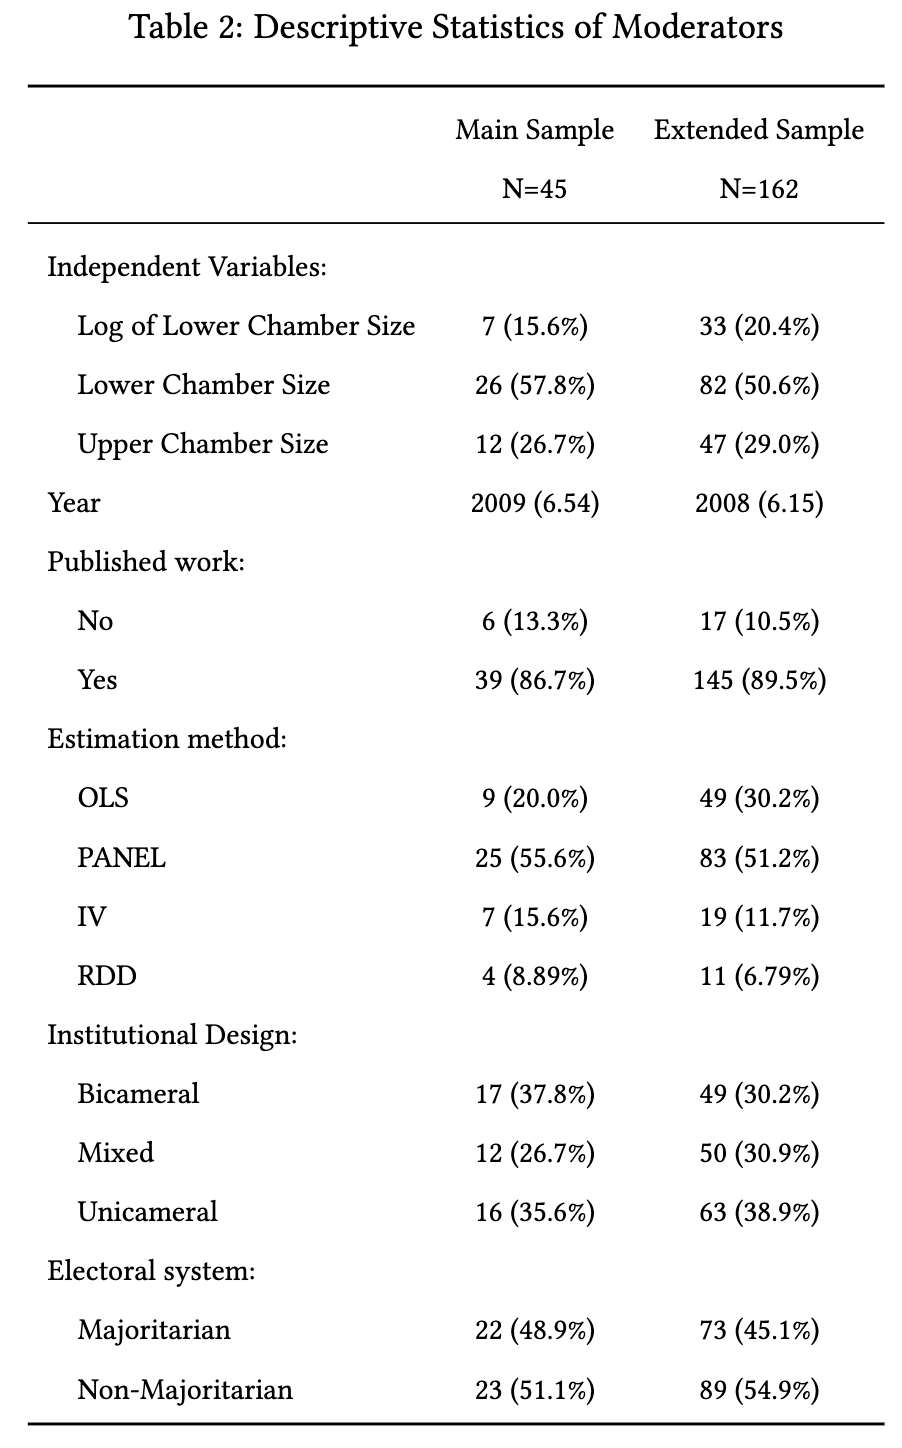 Table 2: Descriptive Statistics of Moderators
Main Sample Extended Sample
N=45 N=162
Independent Variables:
Log of Lower Chamber Size 7 (15.6%) 33 (20.4%)
Lower Chamber Size 26 (57.8%) 82 (50.6%)
Upper Chamber Size 12 (26.7%) 47 (29.0%)
Year 2009 (6.54) 2008 (6.15)
Published work:
No 6 (13.3%) 17 (10.5%)
Yes 39 (86.7%) 145 (89.5%)
Estimation method:
OLS 9 (20.0%) 49 (30.2%)
PANEL 25 (55.6%) 83 (51.2%)
IV 7 (15.6%) 19 (11.7%)
RDD 4 (8.89%) 11 (6.79%)
Institutional Design:
Bicameral 17 (37.8%) 49 (30.2%)
Mixed 12 (26.7%) 50 (30.9%)
Unicameral 16 (35.6%) 63 (38.9%)
Electoral system:
Majoritarian 22 (48.9%) 73 (45.1%)
Non-Majoritarian 23 (51.1%) 89 (54.9%)